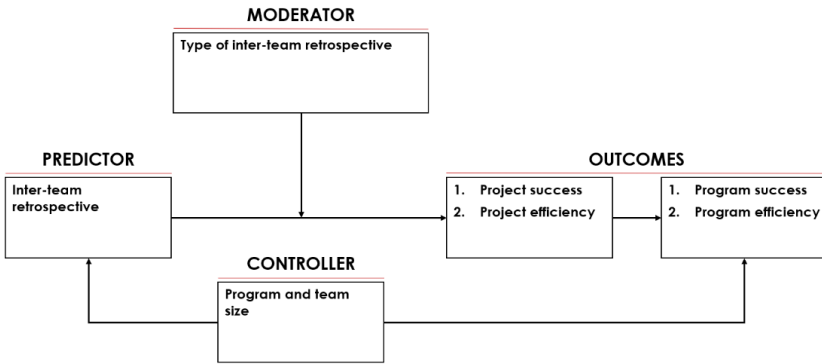 MODERATOR
Type of inter-team retrospective
PREDICTOR
Inter-team
retrospective
OUTCOMES
1. Project success
2. Project efficiency
1. Program success
2. Program efficiency
CONTROLLER
Program and team
size